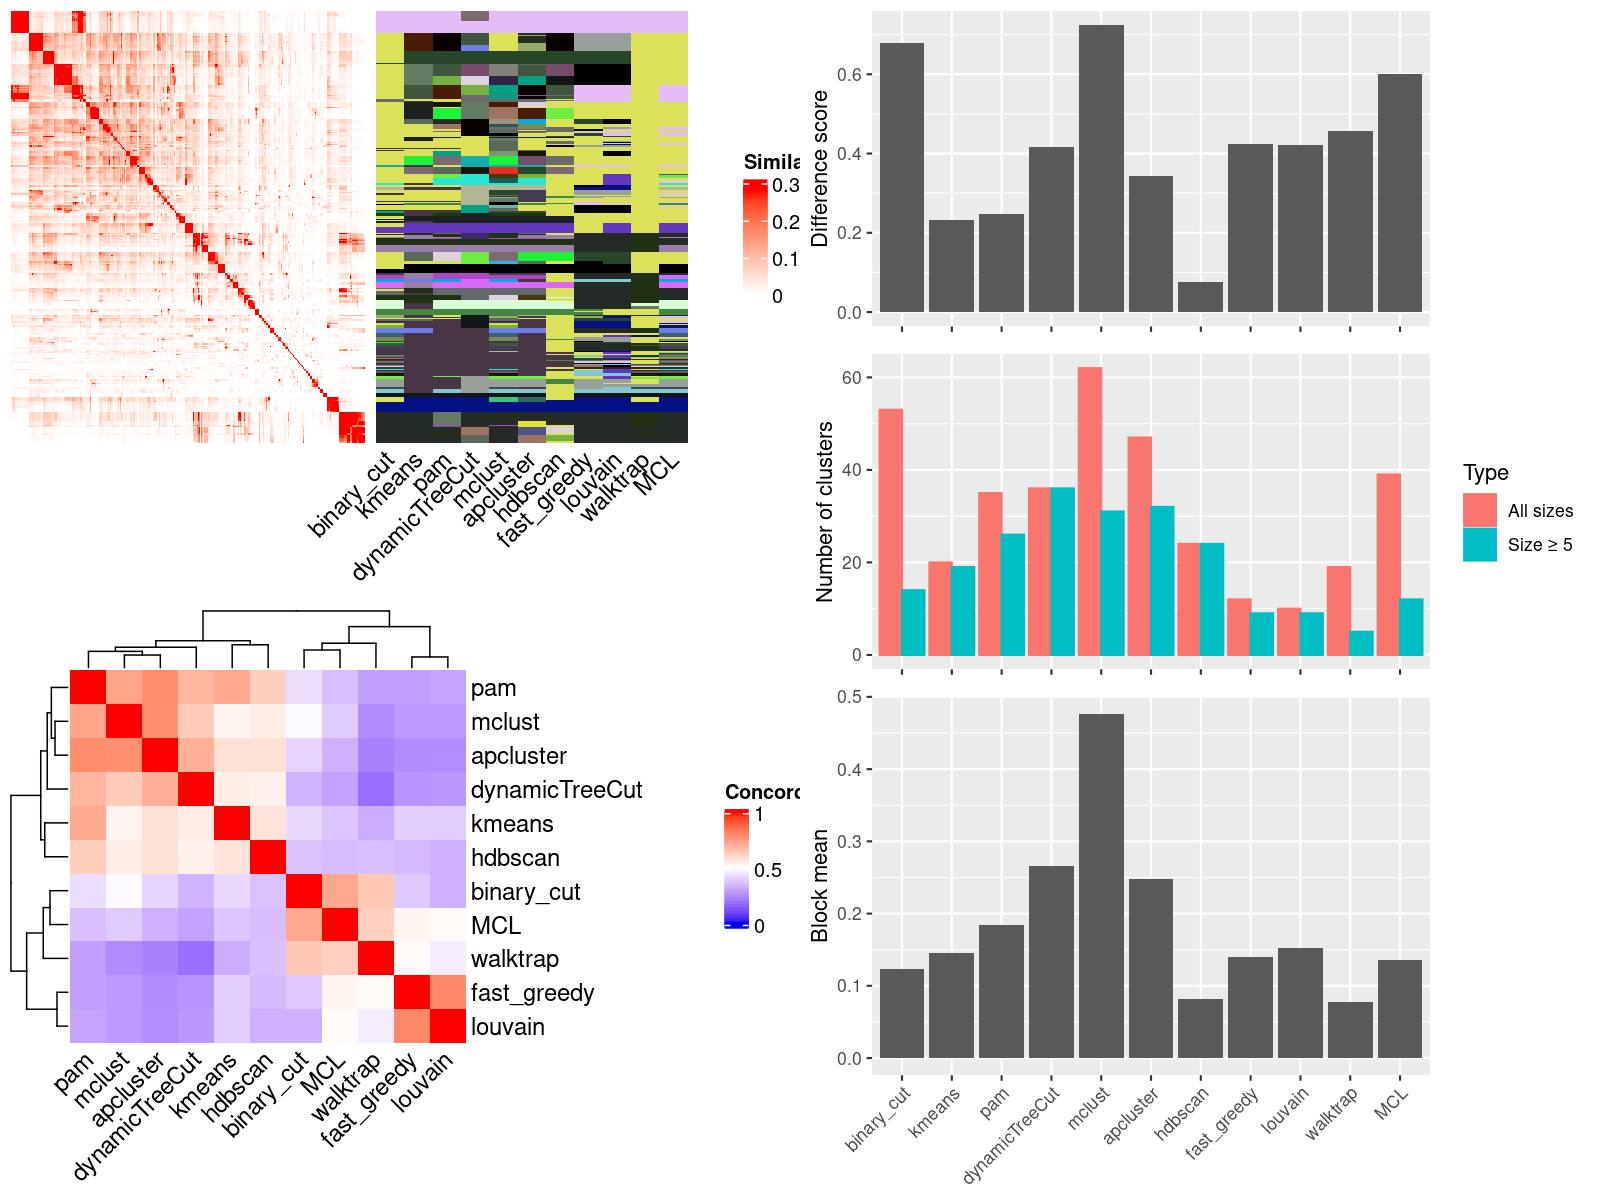 Simila
0.3
0.2
0.1
0
binary_cut
kmeans
pam
dynamicTreeCut
mclust
apcluster
hdbscan
fast_greedy
louvain
walktrap
MCL
pam
mclust
apcluster
dynamicTreeCut
kmeans
hdbscan
binary_cut
MCL
walktrap
fast_greedy
louvain
pam
mclust
apcluster
dynamicTreeCut
kmeans
hdbscan
binary_cut
MCL
walktrap
fast_greedy
louvain
Concord
1
0.5
0
Difference score
0.6
0.4
0.2
0.0
Number of clusters
60
40
20
0
Type
All sizes
Size ≥ 5
Block mean
0.5
0.4
0.3
0.2
0.1
0.0
binary_cut
kmeans
pam
dynamicTreeCut
mclust
apcluster
hdbscan
fast_greedy
louvain
walktrap
MCL